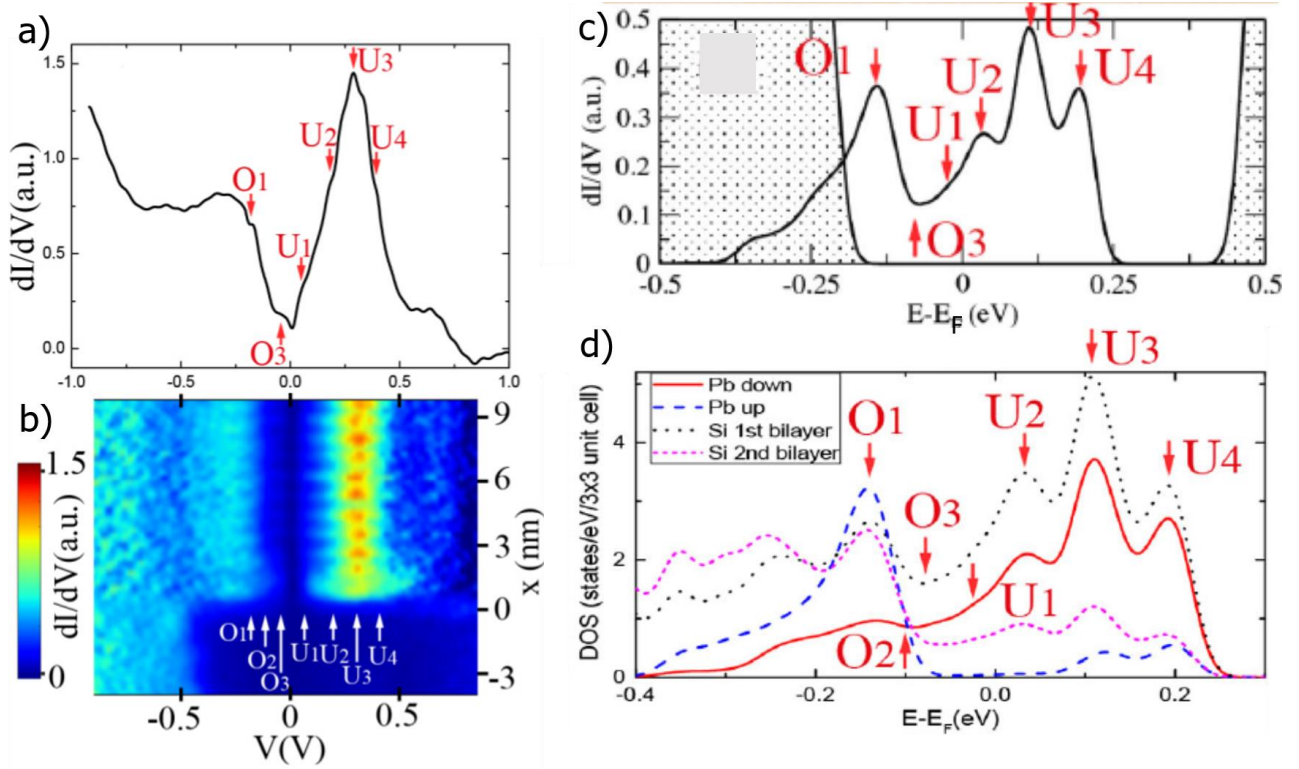 a)
dI/dV(a.u.)
1.5
1.0
0.5
0.0
O1
O3
U1
U2
U3
U4
-1.0 -0.5 0.0 0.5 1.0
b)
dI/dV(a.u.)
1.5
0
O1
O2
O3
U1
U2
U3
U4
9
6
3
0
-3
x (nm)
-0.5 0 0.5
V(V)
c)
dI/dV (a.u.)
0.5
0.4
0.3
0.2
0.1
0
O1
U1
U2
U3
U4
O3
-0.5 -0.25 0 0.25 0.5
E-EF (eV)
d)
DOS (states/eV/3x3 unit cell)
4
2
0
Pb down
Pb up
Si 1st bilayer
Si 2nd bilayer
O1
O2
O3
U1
U2
U3
U4
-0.4 -0.2 0.0 0.2
E-EF(eV)